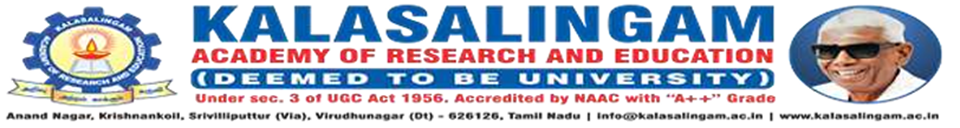 KALASALINGAM
ACADEMY OF RESEARCH AND EDUCATION
(DEEMED TO BE UNIVERSITY)
Under sec. 3 of UGC Act 1956. Accredited by NAAC with "A++" Grade
Anand Nagar, Krishnankoil, Srivilliputtur (Via), Virudhunagar (Dt) - 626126, Tamil Nadu | info@kalasalingam.ac.in | www.kalasalingam.ac.in
KALASALINGAM ACADEMY OF RESEARCH AND EDUCATION